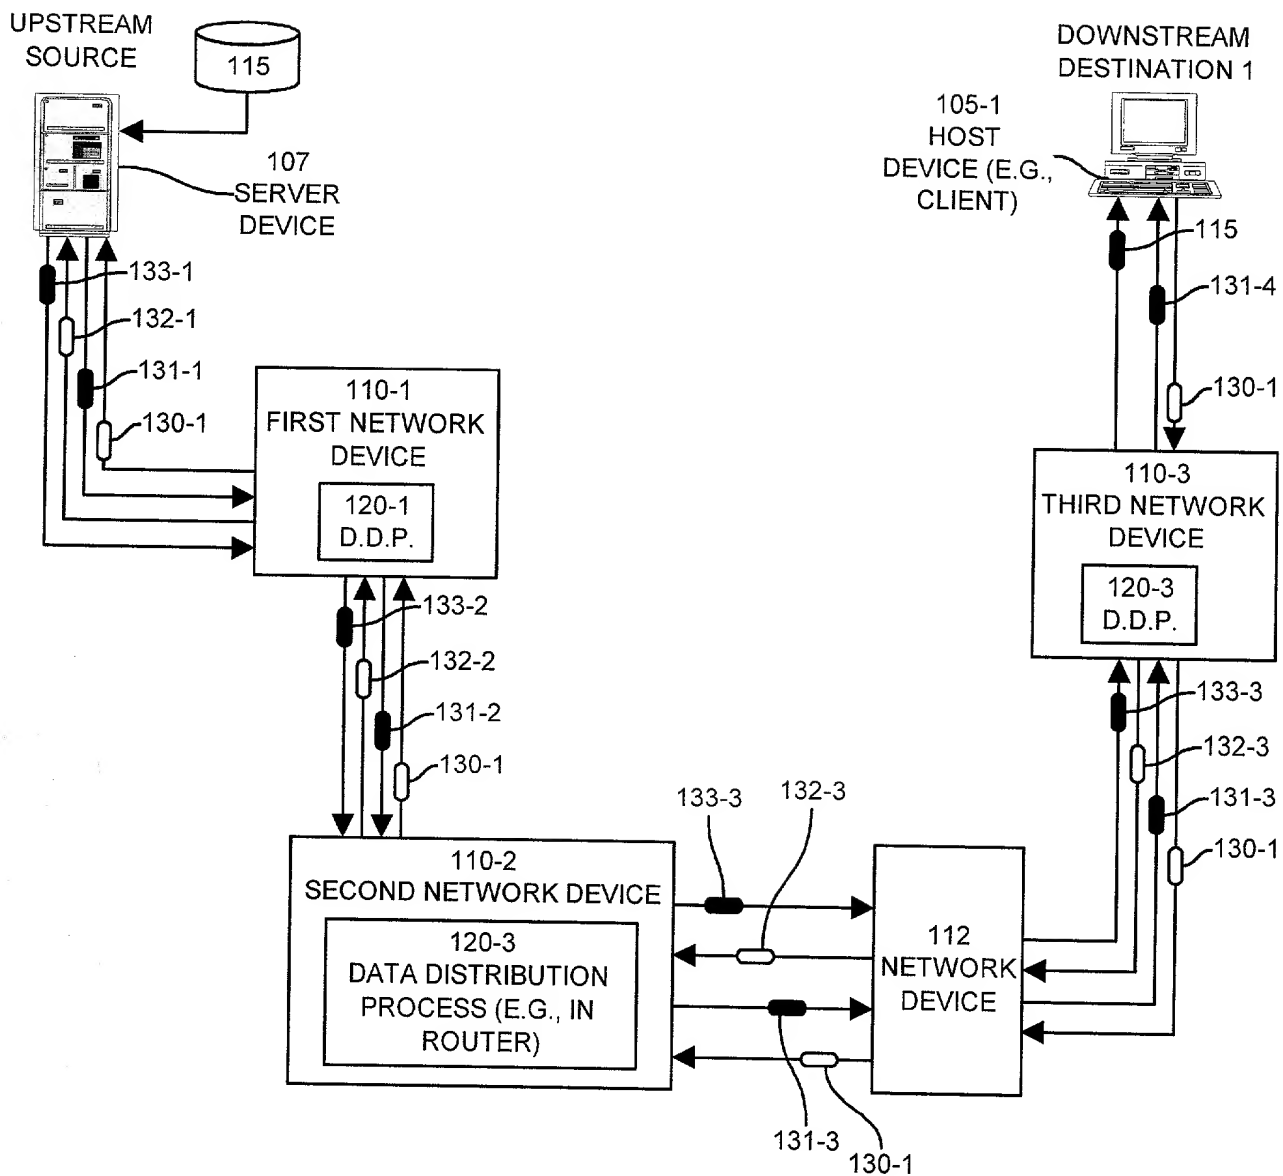 UPSTREAM
SOURCE
115
107
SERVER
DEVICE
DOWNSTREAM
DESTINATION 1
105-1
HOST
DEVICE (E.G.,
CLIENT)
133-1
132-1
131-1
130-1
115
131-4
130-1
110-1
FIRST NETWORK
DEVICE
120-1
D.D.P.
110-3
THIRD NETWORK
DEVICE
120-3
D.D.P.
133-2
132-2
131-2
130-1
133-3
132-3
131-3
130-1
133-3
132-3
110-2
SECOND NETWORK DEVICE
120-3
DATA DISTRIBUTION
PROCESS (E.G., IN
ROUTER)
112
NETWORK
DEVICE
131-3
130-1